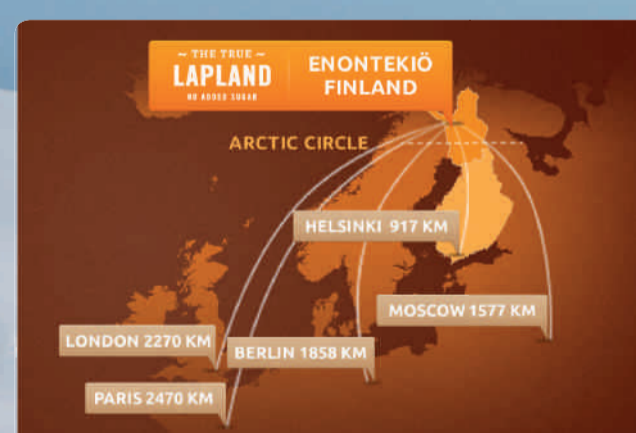 ~ THE TRUE ~
LAPLAND
NO ADDED SUGAR
ENONTEKIÖ
FINLAND
ARCTIC CIRCLE
HELSINKI 917 KM
MOSCOW 1577 KM
LONDON 2270 KM
BERLIN 1858 KM
PARIS 2470 KM